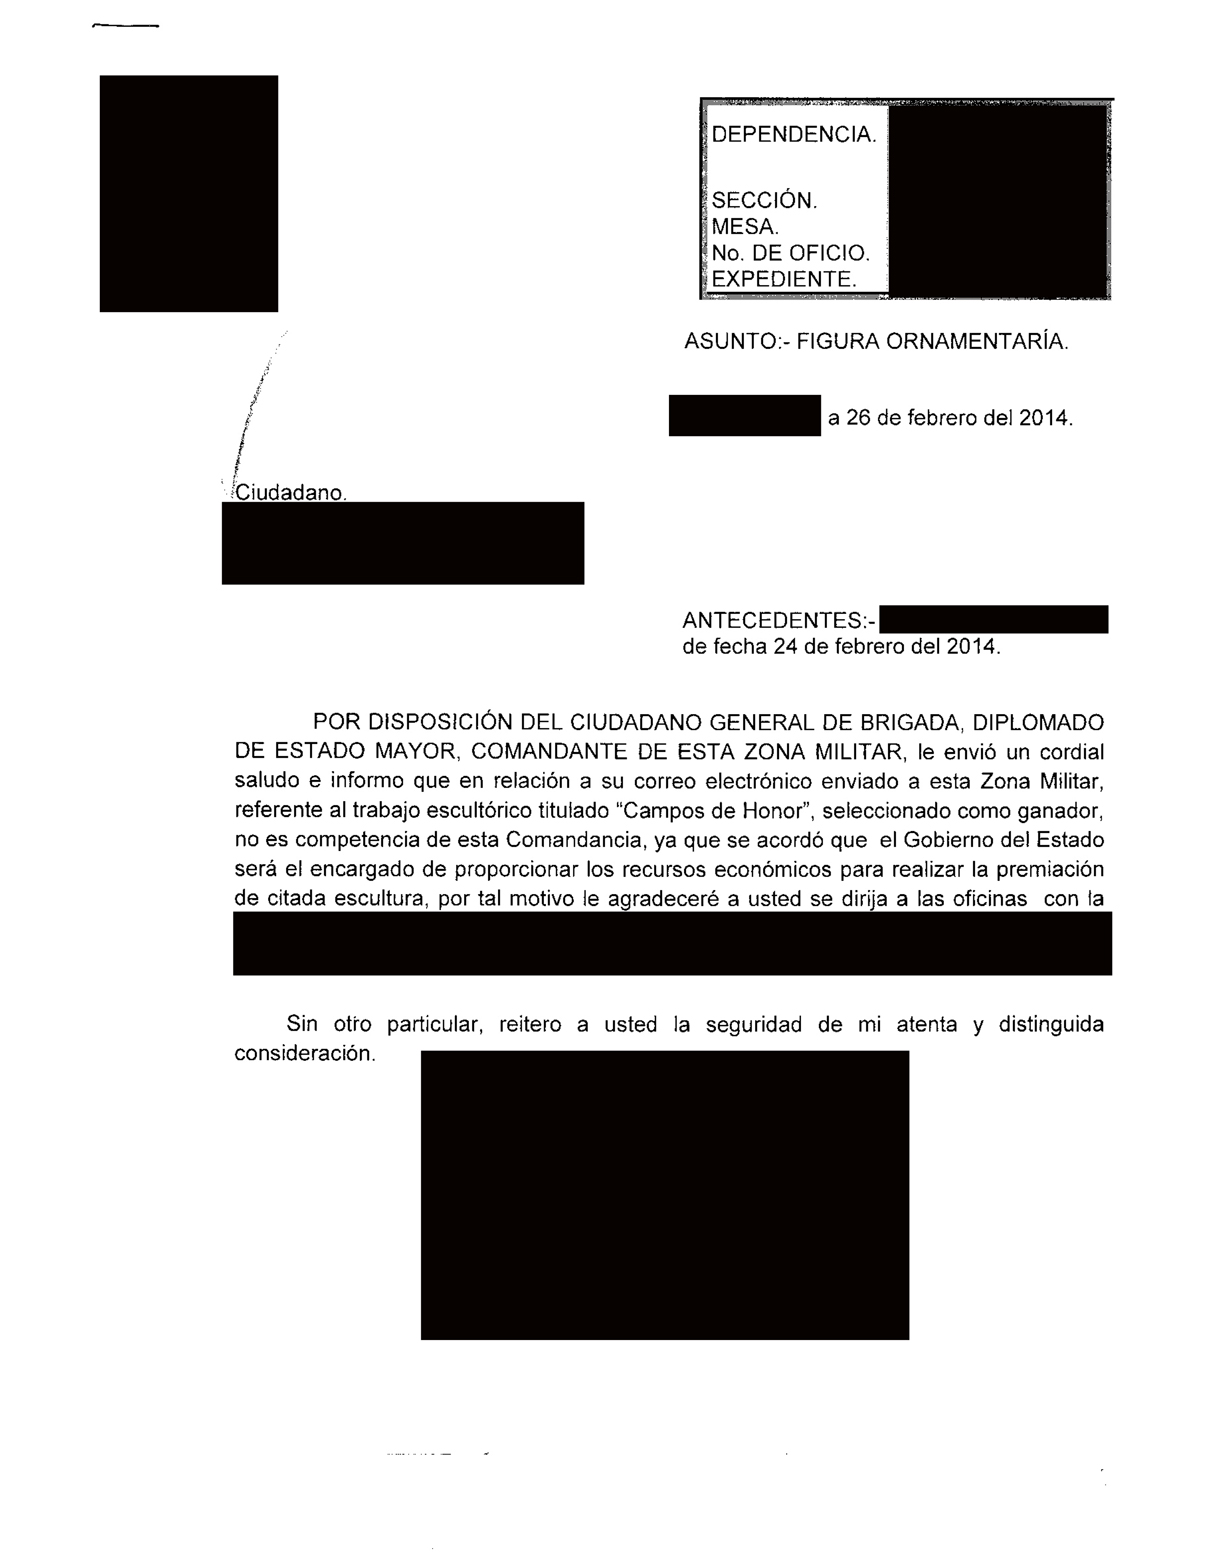 DEPENDENCIA.
SECCIÓN.
MESA.
No. DE OFICIO.
EXPEDIENTE.
ASUNTO:- FIGURA ORNAMENTARÍA.
a 26 de febrero del 2014.
Ciudadano.
ANTECEDENTES:-
de fecha 24 de febrero del 2014.
POR DISPOSICIÓN DEL CIUDADANO GENERAL DE BRIGADA, DIPLOMADO
DE ESTADO MAYOR, COMANDANTE DE ESTA ZONA MILITAR, le envió un cordial
saludo e informo que en relación a su correo electrónico enviado a esta Zona Militar,
referente al trabajo escultórico titulado “Campos de Honor”, seleccionado como ganador,
no es competencia de esta Comandancia, ya que se acordó que el Gobierno del Estado
será el encargado de proporcionar los recursos económicos para realizar la premiación
de citada escultura, por tal motivo le agradeceré a usted se dirija a las oficinas con la
Sin otro particular, reitero a usted la seguridad de mi atenta y distinguida
consideración.